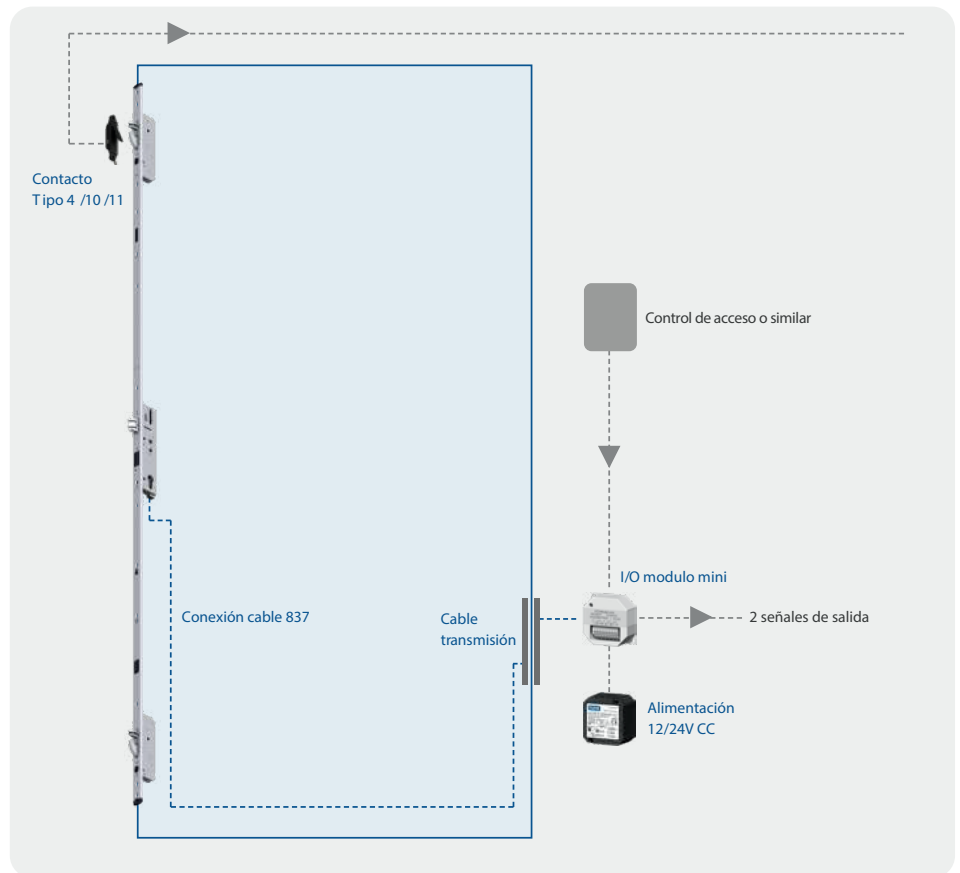 Contacto
Tipo 4 /10 /11
Control de acceso o similar
I/O modulo mini
Conexión cable 837
Cable
transmisión
2 señales de salida
Alimentación
12/24V CC